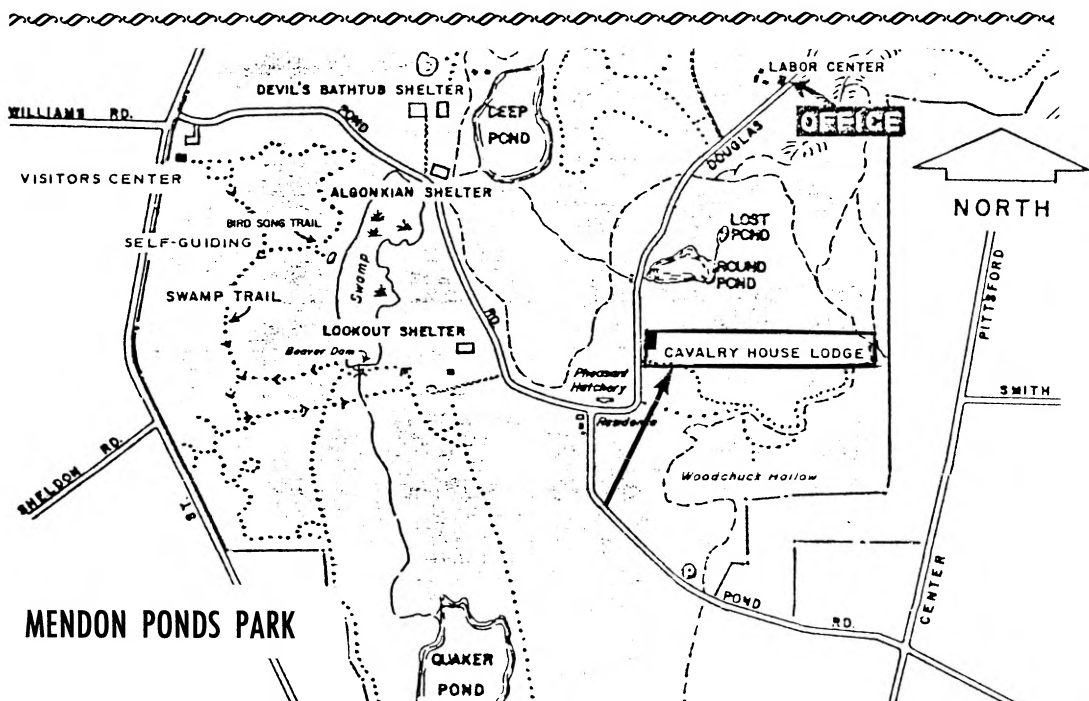 LABOR CENTER
DEVIL'S BATHTUB SHELTER
WILLIAMS RD.
POND
DEEP
POND
OFFICE
DOUGLAS
VISITORS CENTER
ALGONKIAN SHELTER
NORTH
BIRD SONG TRAIL
LOST
POND
SELF-GUIDING
ROUND
POND
Swamp
SWAMP TRAIL
RD.
PITTSFORD
LOOKOUT SHELTER
CAVALRY HOUSE LODGE
Beaver Dam
Pheasant
Hatchery
SMITH
Residence
SHELDON RD.
Woodchuck Hollow
ST.
P
POND RD.
CENTER
MENDON PONDS PARK
QUAKER
POND